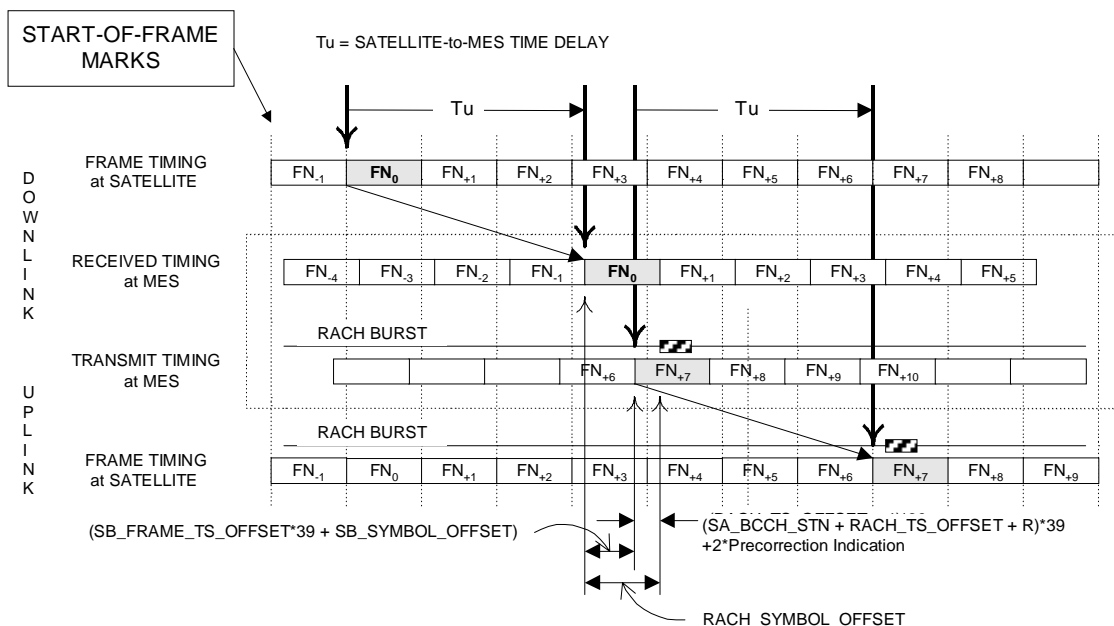 START-OF-FRAME
MARKS
Tu = SATELLITE-to-MES TIME DELAY
Tu
Tu
DOWNLINK
FRAME TIMING
at SATELLITE
FN-1 FN0 FN+1 FN+2 FN+3 FN+4 FN+5 FN+6 FN+7 FN+8
RECEIVED TIMING
at MES
FN-4 FN-3 FN-2 FN-1 FN0 FN+1 FN+2 FN+3 FN+4 FN+5
RACH BURST
TRANSMIT TIMING
at MES
FN+6 FN+7 FN+8 FN+9 FN+10
UPLINK
RACH BURST
FRAME TIMING
at SATELLITE
FN-1 FN0 FN+1 FN+2 FN+3 FN+4 FN+5 FN+6 FN+7 FN+8 FN+9
(SB_FRAME_TS_OFFSET*39 + SB_SYMBOL_OFFSET)
(SA_BCCH_STN + RACH_TS_OFFSET + R)*39
+2*Precorrection Indication
RACH_SYMBOL_OFFSET